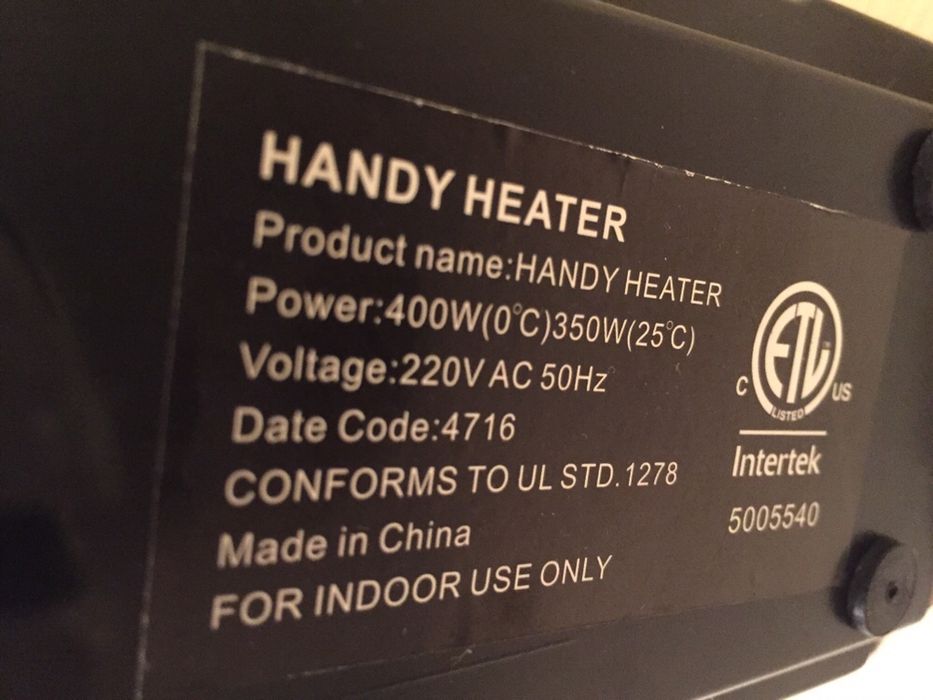 HANDY HEATER
Product name:HANDY HEATER
Power:400W(0℃)350W(25℃)
Voltage:220V AC 50Hz
Date Code:4716
CONFORMS TO UL STD.1278
Made in China
FOR INDOOR USE ONLY
ETL
C US
LISTED
Intertek
5005540